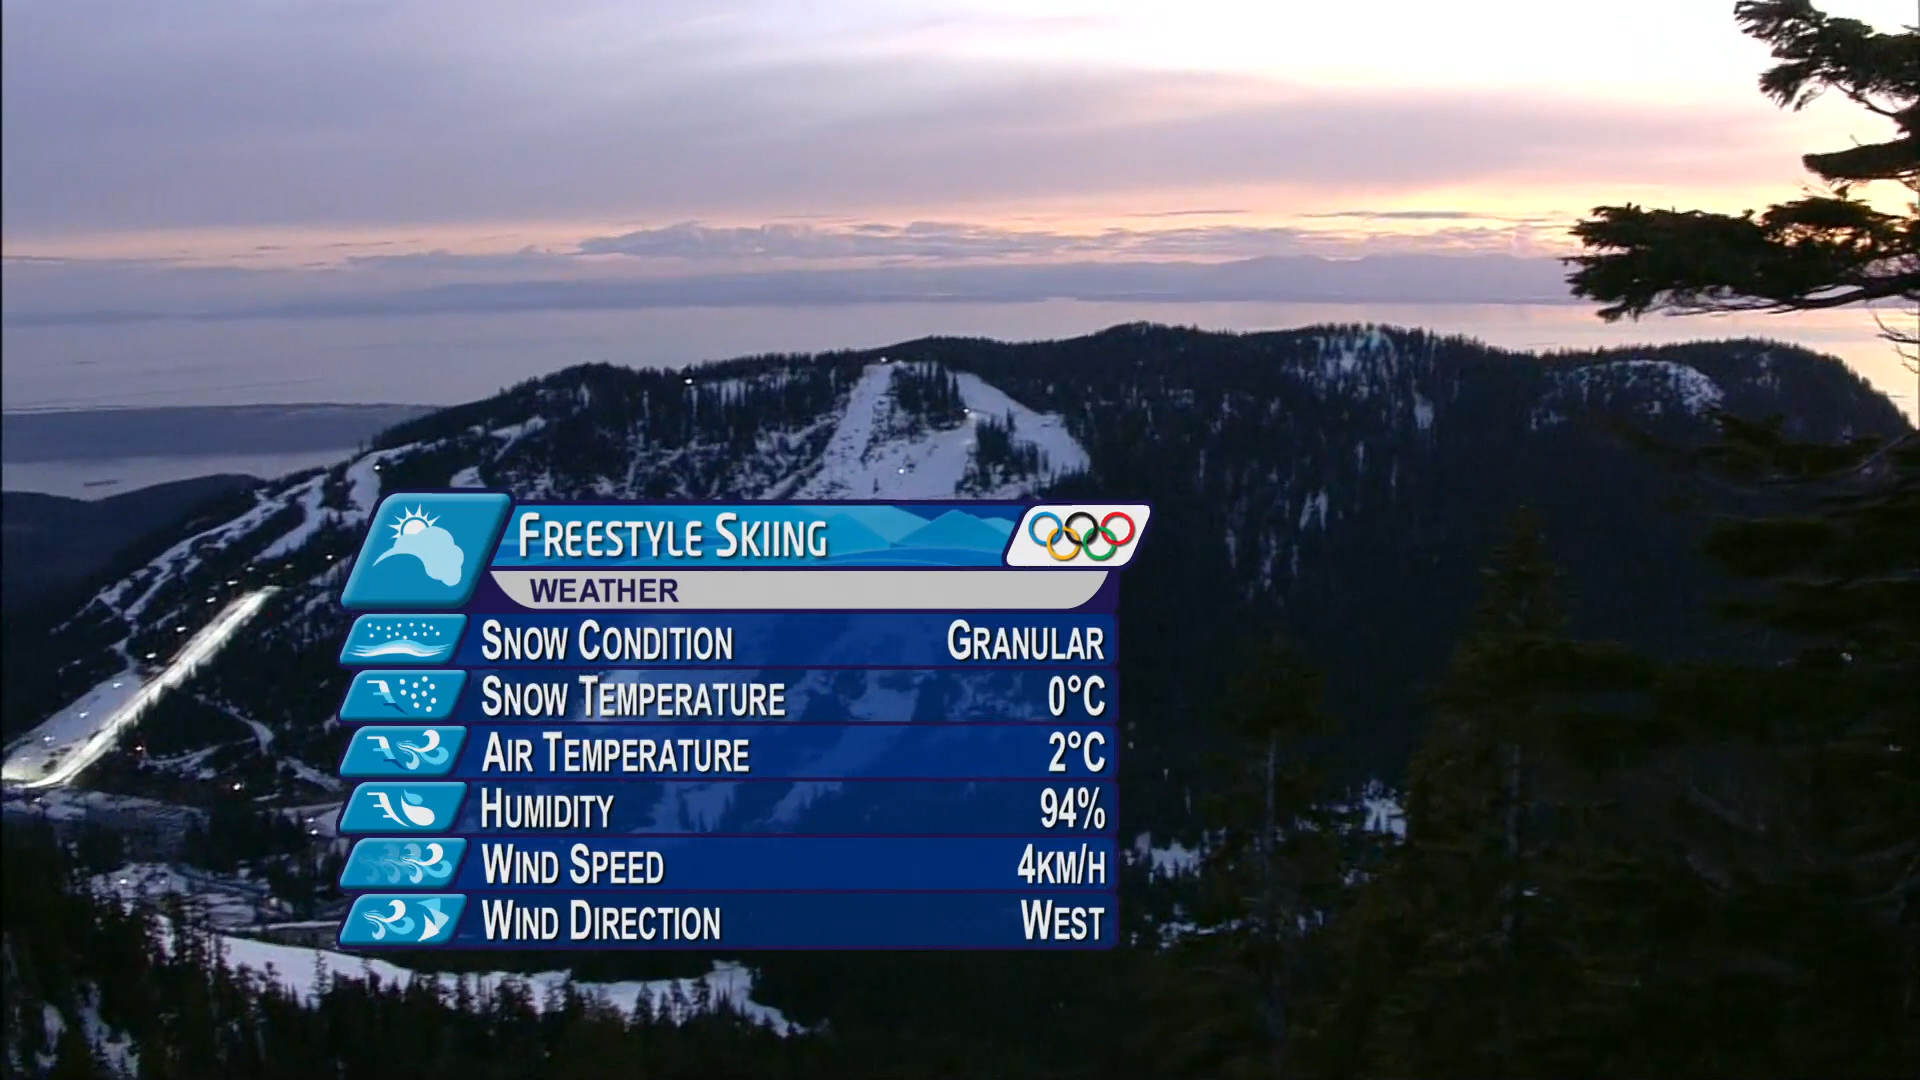 FREESTYLE SKIING
WEATHER
SNOW CONDITION GRANULAR
SNOW TEMPERATURE 0°C
AIR TEMPERATURE 2°C
HUMIDITY 94%
WIND SPEED 4KM/H
WIND DIRECTION WEST